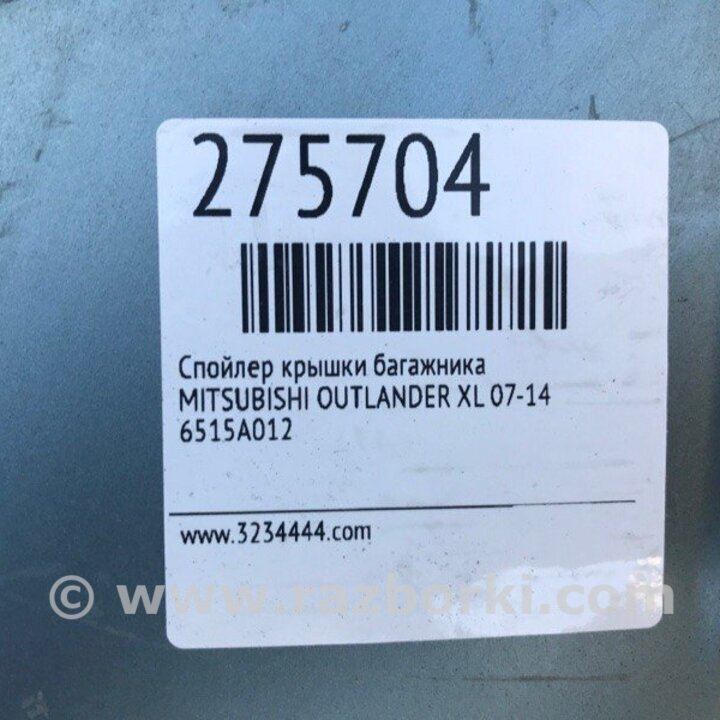 275704
Спойлер крышки багажника
MITSUBISHI OUTLANDER XL 07-14
6515A012
www.3234444.com
© www.razborki.com